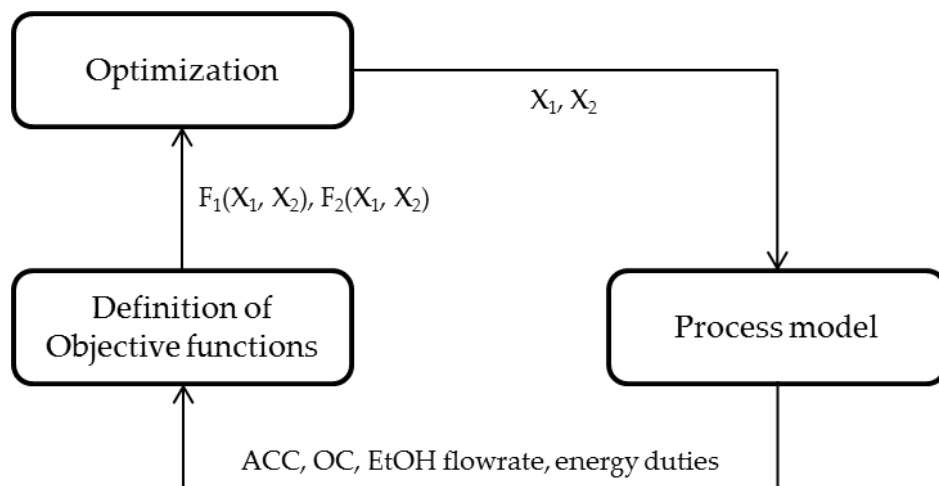 Optimization
X₁, X₂
F₁(X₁, X₂), F₂(X₁, X₂)
Definition of
Objective functions
Process model
ACC, OC, EtOH flowrate, energy duties